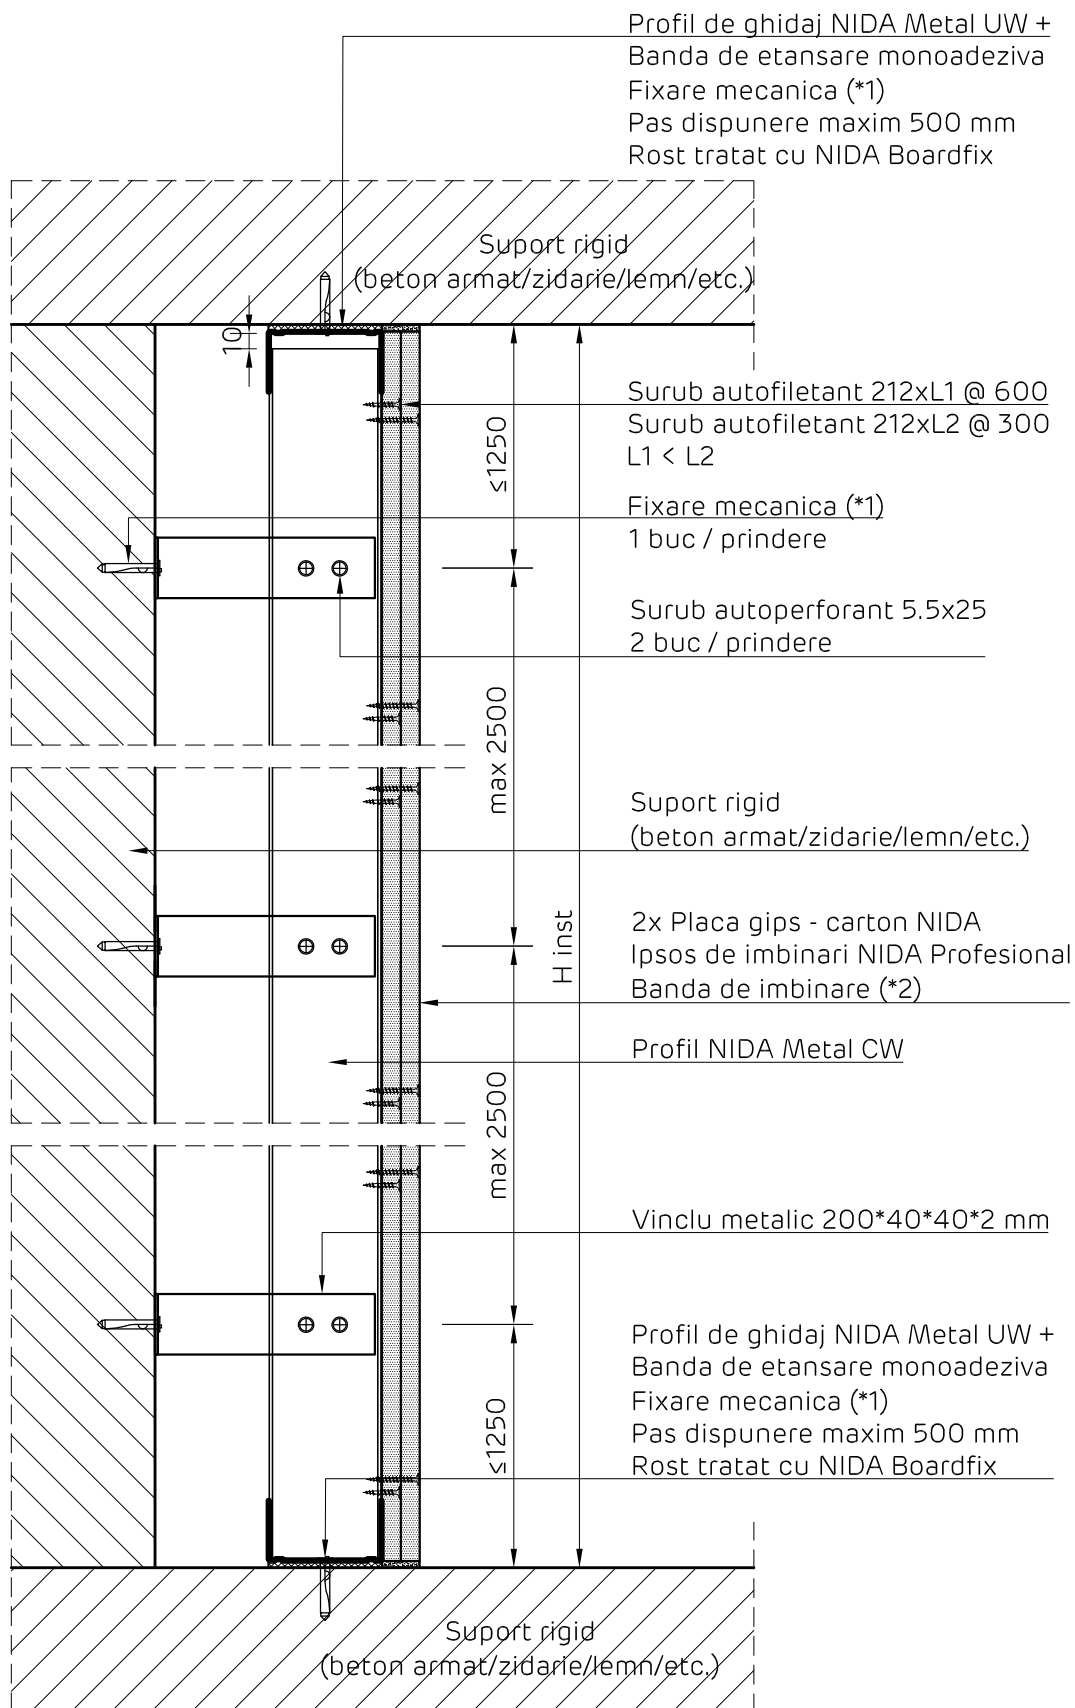 Profil de ghidaj NIDA Metal UW +
Banda de etansare monoadeziva
Fixare mecanica (*1)
Pas dispunere maxim 500 mm
Rost tratat cu NIDA Boardfix
Suport rigid
(beton armat/zidarie/lemn/etc.)
10
Surub autofiletant 212xL1 @ 600
Surub autofiletant 212xL2 @ 300
L1 < L2
≤1250
Fixare mecanica (*1)
1 buc / prindere
Surub autoperforant 5.5x25
2 buc / prindere
max 2500
Suport rigid
(beton armat/zidarie/lemn/etc.)
H inst
2x Placa gips - carton NIDA
Ipsos de imbinari NIDA Profesional
Banda de imbinare (*2)
Profil NIDA Metal CW
max 2500
Vinclu metalic 200*40*40*2 mm
Profil de ghidaj NIDA Metal UW +
Banda de etansare monoadeziva
Fixare mecanica (*1)
Pas dispunere maxim 500 mm
Rost tratat cu NIDA Boardfix
≤1250
Suport rigid
(beton armat/zidarie/lemn/etc.)